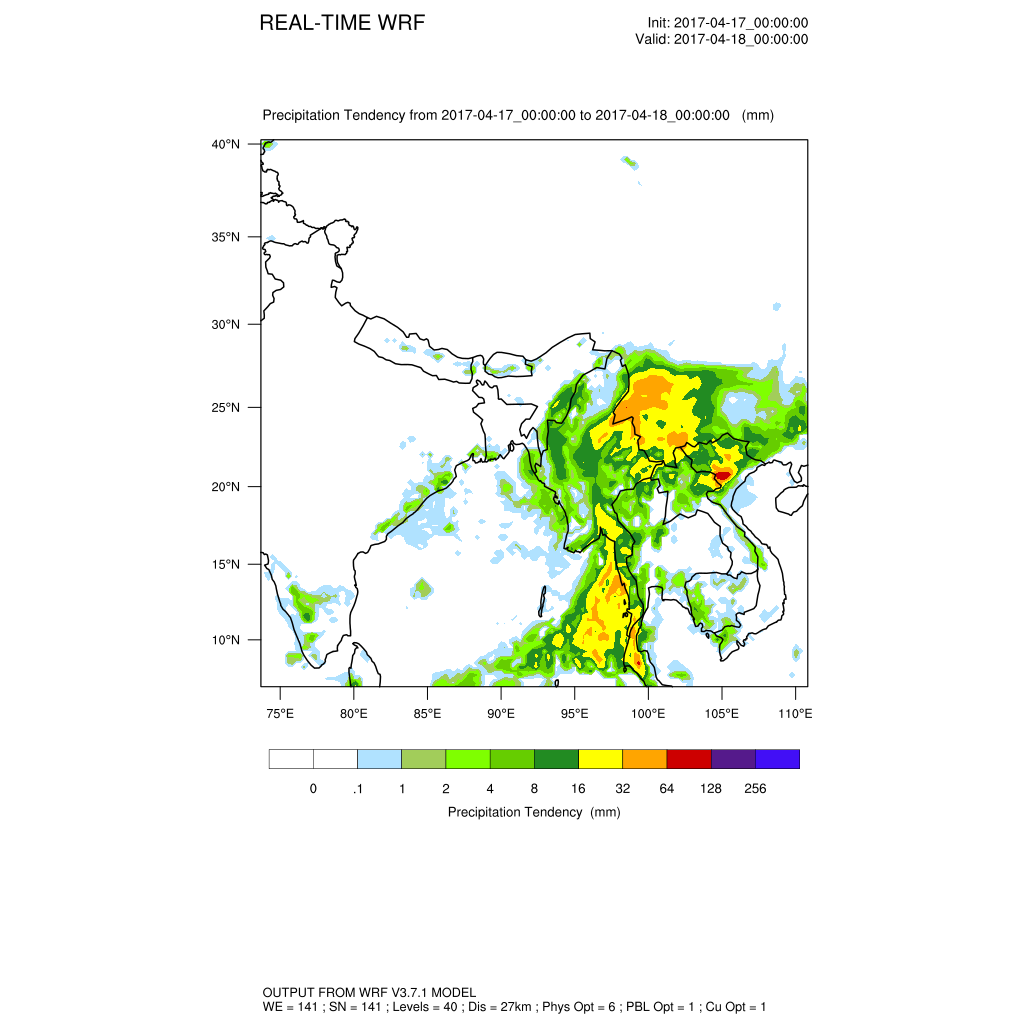 REAL-TIME WRF
Init: 2017-04-17_00:00:00
Valid: 2017-04-18_00:00:00
Precipitation Tendency from 2017-04-17_00:00:00 to 2017-04-18_00:00:00 (mm)
40°N
35°N
30°N
25°N
20°N
15°N
10°N
75°E 80°E 85°E 90°E 95°E 100°E 105°E 110°E
0 .1 1 2 4 8 16 32 64 128 256
Precipitation Tendency (mm)
OUTPUT FROM WRF V3.7.1 MODEL
WE = 141 ; SN = 141 ; Levels = 40 ; Dis = 27km ; Phys Opt = 6 ; PBL Opt = 1 ; Cu Opt = 1